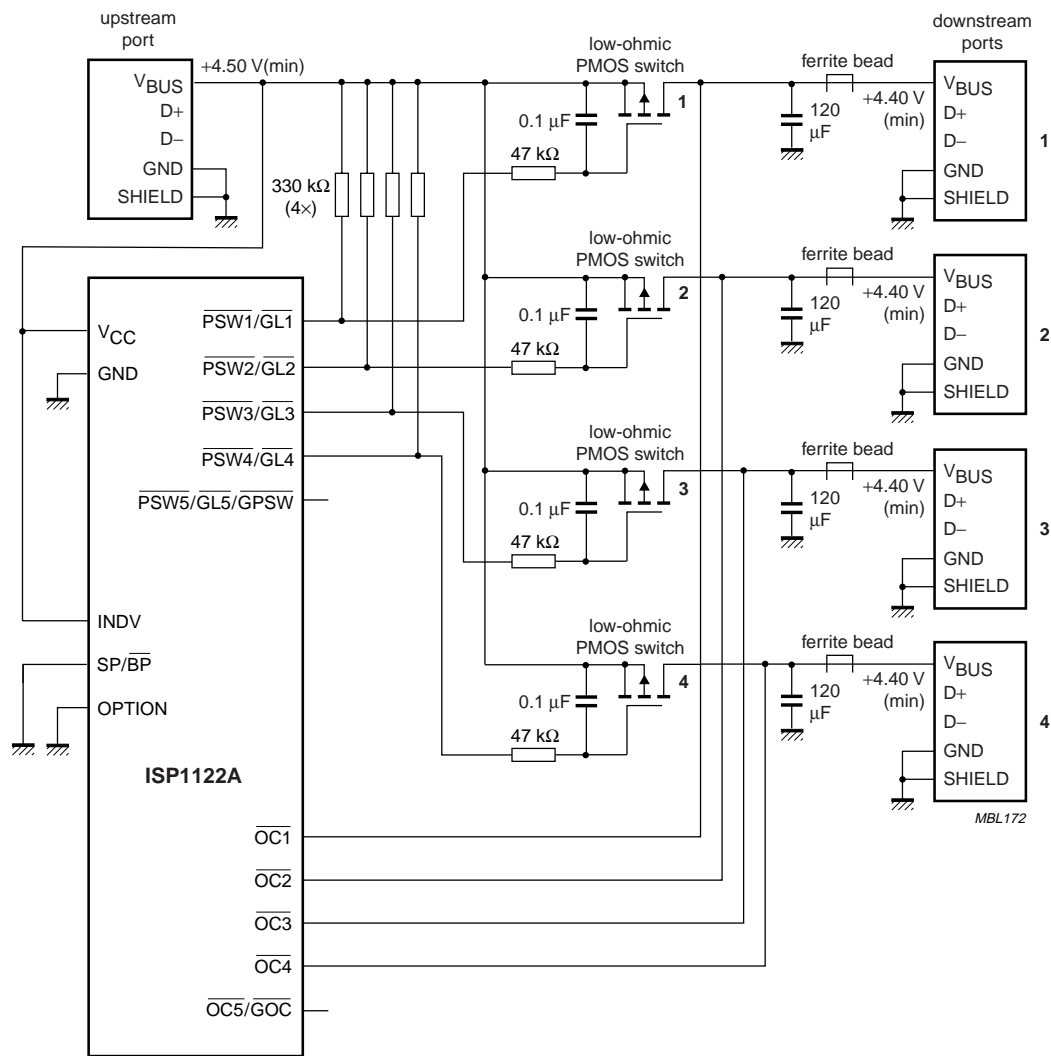 upstream
port
downstream
ports
+4.50 V(min)
low-ohmic
PMOS switch
ferrite bead
VBUS
D+
D−
GND
SHIELD
330 kΩ
(4×)
0.1 µF
47 kΩ
1
120
µF
+4.40 V
(min)
VBUS
D+
D−
GND
SHIELD
1
low-ohmic
PMOS switch
ferrite bead
0.1 µF
47 kΩ
2
120
µF
+4.40 V
(min)
VBUS
D+
D−
GND
SHIELD
2
low-ohmic
PMOS switch
ferrite bead
0.1 µF
47 kΩ
3
120
µF
+4.40 V
(min)
VBUS
D+
D−
GND
SHIELD
3
low-ohmic
PMOS switch
ferrite bead
0.1 µF
47 kΩ
4
120
µF
+4.40 V
(min)
VBUS
D+
D−
GND
SHIELD
4
VCC
GND
INDV
SP/BP
OPTION
ISP1122A
PSW1/GL1
PSW2/GL2
PSW3/GL3
PSW4/GL4
PSW5/GL5/GPSW
OC1
OC2
OC3
OC4
OC5/GOC
MBL172